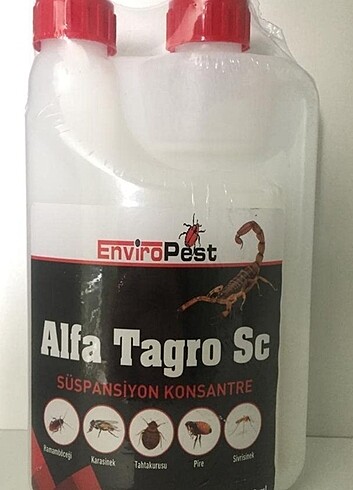 EnviroPest
Alfa Tagro Sc
SÜSPANSİYON KONSANTRE
Hamamböceği Karasinek Tahtakurusu Pire Sivrisinek